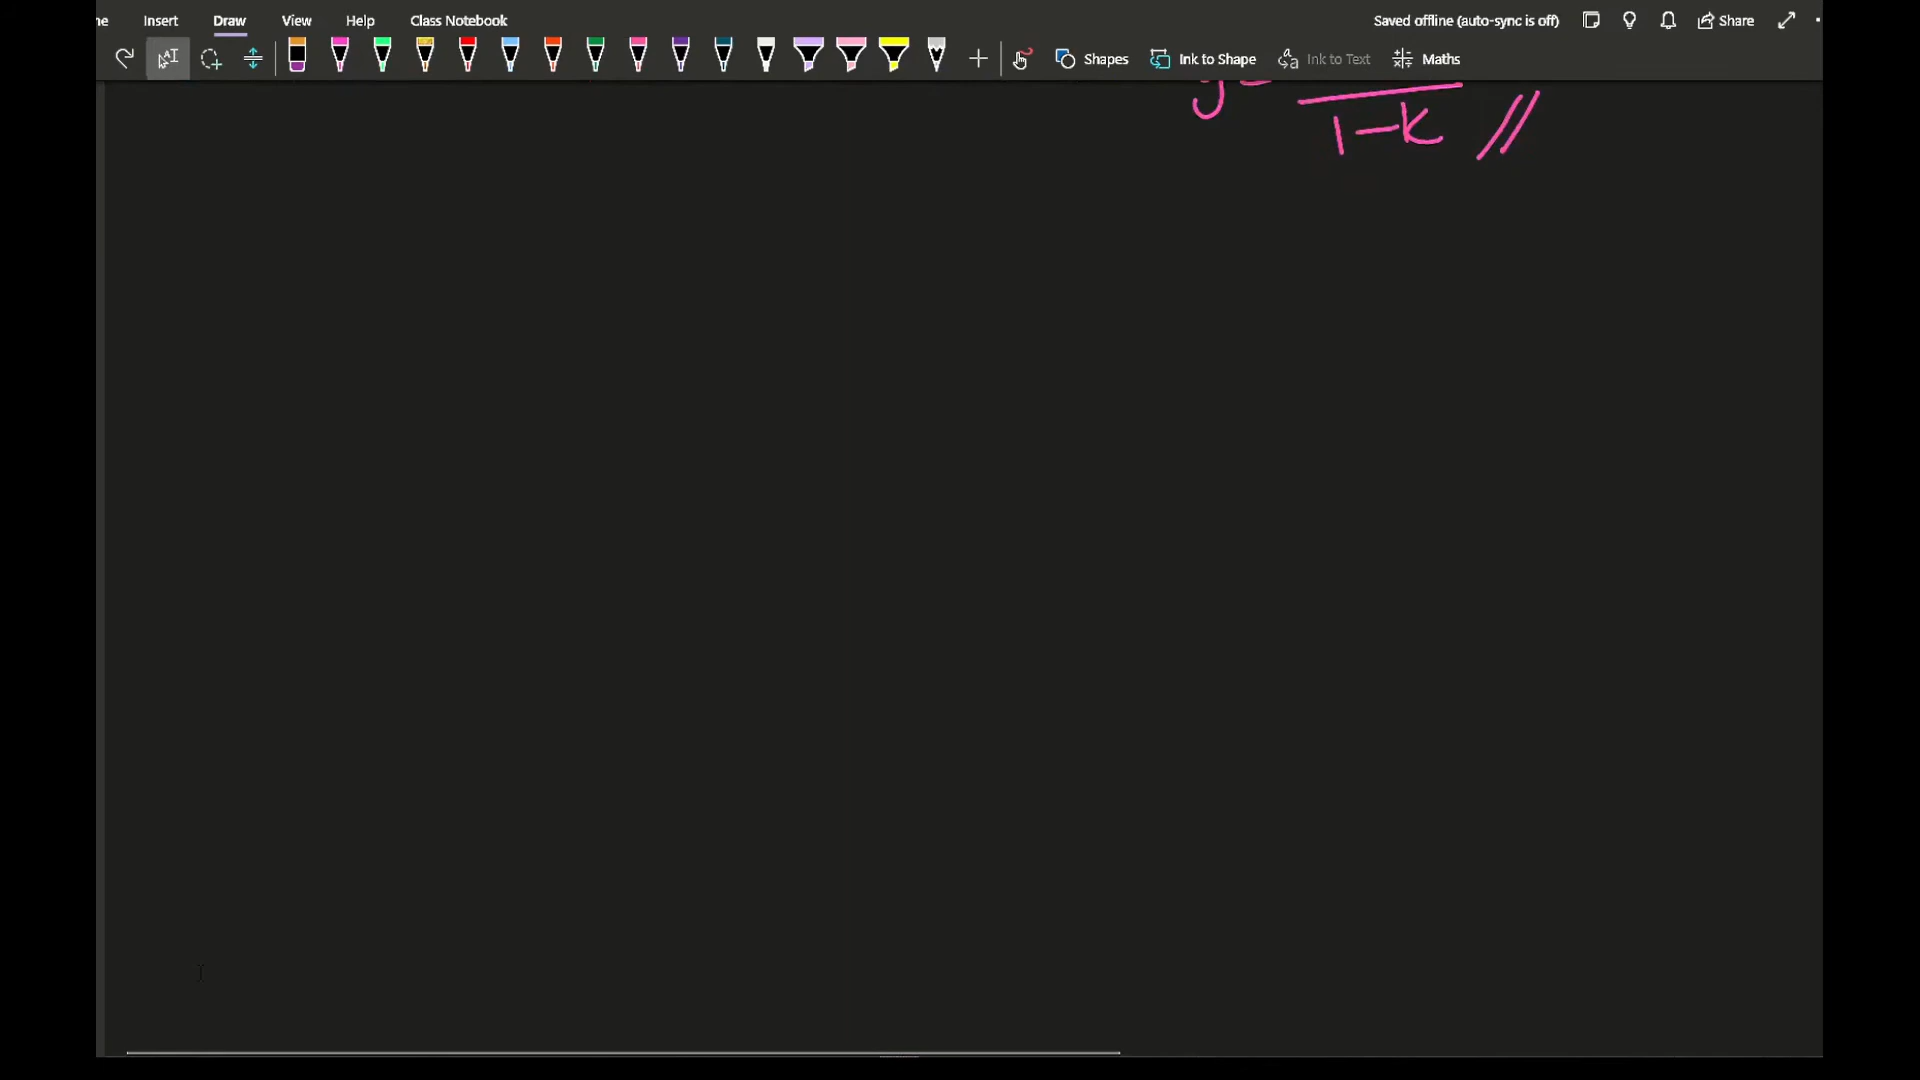 Insert Draw View Help Class Notebook Saved offline (auto-sync is off) Share
Shapes Ink to Shape Ink to Text Maths
1-k //